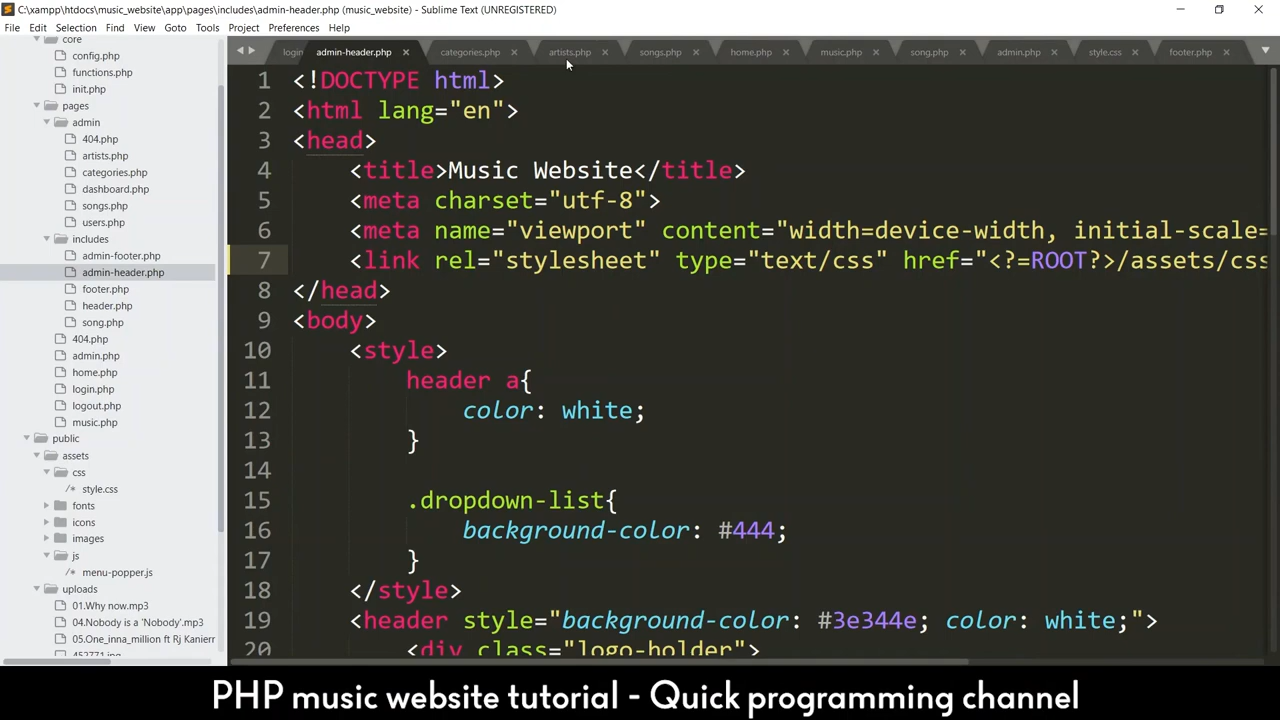 C:\xampp\htdocs\music_website\app\pages\includes\admin-header.php (music_website) - Sublime Text (UNREGISTERED)
File Edit Selection Find View Goto Tools Project Preferences Help
core
config.php
functions.php
init.php
pages
admin
404.php
artists.php
categories.php
dashboard.php
songs.php
users.php
includes
admin-footer.php
admin-header.php
footer.php
header.php
song.php
404.php
admin.php
home.php
login.php
logout.php
music.php
public
assets
css
style.css
fonts
icons
images
js
menu-popper.js
uploads
01.Why now.mp3
04.Nobody is a 'Nobody'.mp3
05.One_inna_million ft Rj Kanierr
login admin-header.php categories.php artists.php songs.php home.php music.php song.php admin.php style.css footer.php
1 <!DOCTYPE html>
2 <html lang="en">
3 <head>
4 <title>Music Website</title>
5 <meta charset="utf-8">
6 <meta name="viewport" content="width=device-width, initial-scale=
7 <link rel="stylesheet" type="text/css" href="<?=ROOT?>/assets/css
8 </head>
9 <body>
10 <style>
11 header a{
12 color: white;
13 }
14
15 .dropdown-list{
16 background-color: #444;
17 }
18 </style>
19 <header style="background-color: #3e344e; color: white;">
20 <div class="logo-holder">
PHP music website tutorial - Quick programming channel